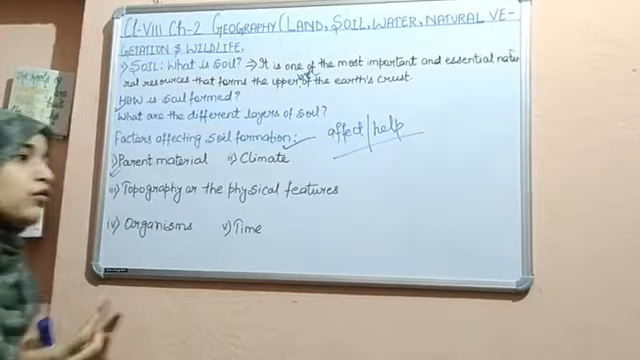 Cl-VIII Ch-2 GEOGRAPHY (LAND, SOIL, WATER, NATURAL VE-
GETATION & WILDLIFE.
i) SOIL: What is soil? → It is one of the most important and essential natu-
ral resources that forms the upper layer of the earth's crust.
How is soil formed?
What are the different layers of soil?
Factors affecting soil formation:
affect/help
i) Parent material ii) Climate
iii) Topography or the physical features
iv) Organisms v) Time